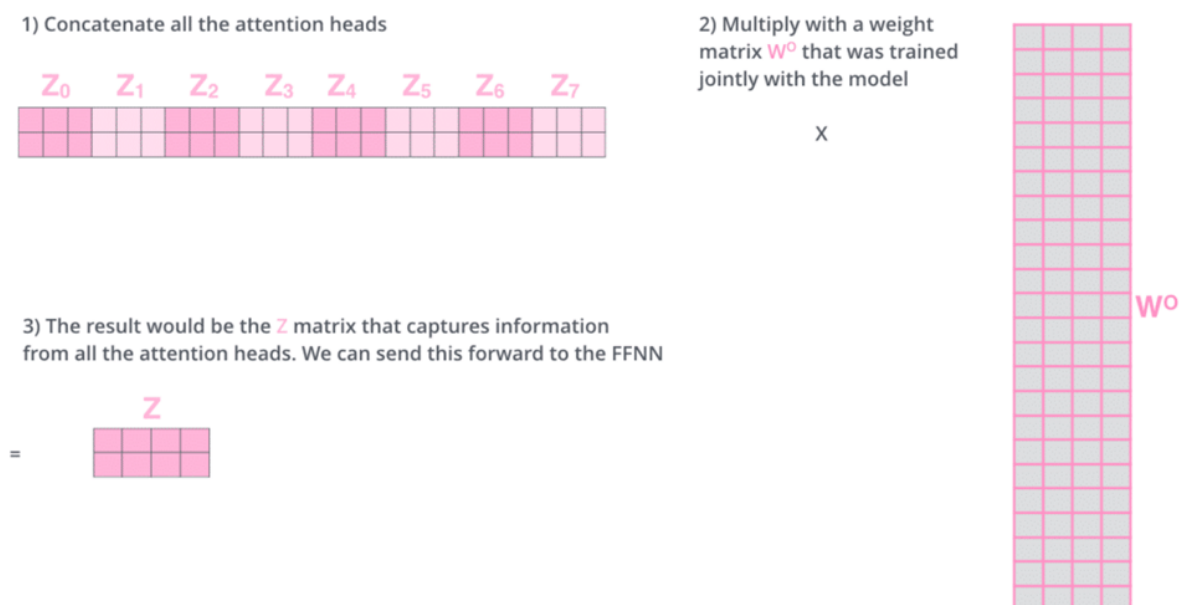 1) Concatenate all the attention heads
Z0 Z1 Z2 Z3 Z4 Z5 Z6 Z7
2) Multiply with a weight
matrix WO that was trained
jointly with the model
X
WO
3) The result would be the Z matrix that captures information
from all the attention heads. We can send this forward to the FFNN
Z
=